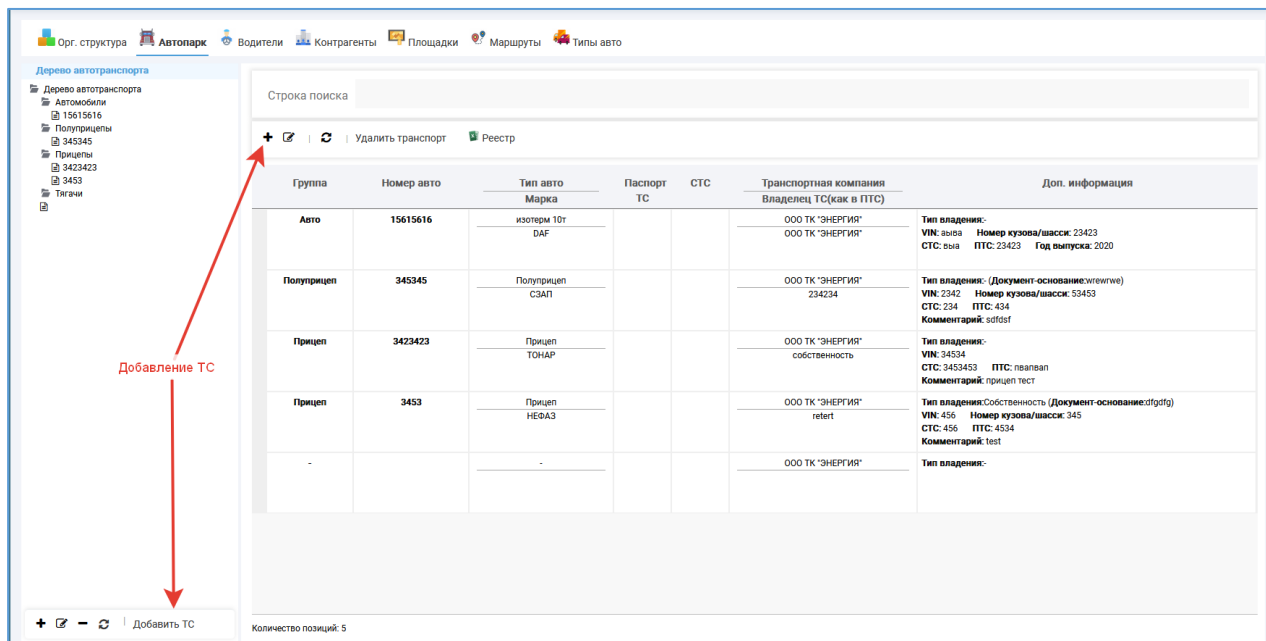 Орг. структура Автопарк Водители Контрагенты Площадки Маршруты Типы авто
Дерево автотранспорта
Дерево автотранспорта
Автомобили
15615616
Полуприцепы
345345
Прицепы
3423423
3453
Тягачи
Строка поиска
Удалить транспорт Реестр
Группа Номер авто Тип авто Паспорт СТС Транспортная компания Доп. информация
Марка ТС Владелец ТС(как в ПТС)
Авто 15615616 изотерм 10т ООО ТК "ЭНЕРГИЯ" Тип владения:-
DAF ООО ТК "ЭНЕРГИЯ" VIN: аыва Номер кузова/шасси: 23423
СТС: выа ПТС: 23423 Год выпуска: 2020
Полуприцеп 345345 Полуприцеп ООО ТК "ЭНЕРГИЯ" Тип владения:- (Документ-основание:wrewrwe)
СЗАП 234234 VIN: 2342 Номер кузова/шасси: 53453
СТС: 234 ПТС: 434
Комментарий: sdfdsf
Прицеп 3423423 Прицеп ООО ТК "ЭНЕРГИЯ" Тип владения:-
ТОНАР собственность VIN: 34534
СТС: 3453453 ПТС: пвапвап
Комментарий: прицеп тест
Добавление ТС
Прицеп 3453 Прицеп ООО ТК "ЭНЕРГИЯ" Тип владения:Собственность (Документ-основание:dfgdfg)
НЕФАЗ retert VIN: 456 Номер кузова/шасси: 345
СТС: 456 ПТС: 4534
Комментарий: test
- - ООО ТК "ЭНЕРГИЯ" Тип владения:-
Добавить ТС
Количество позиций: 5